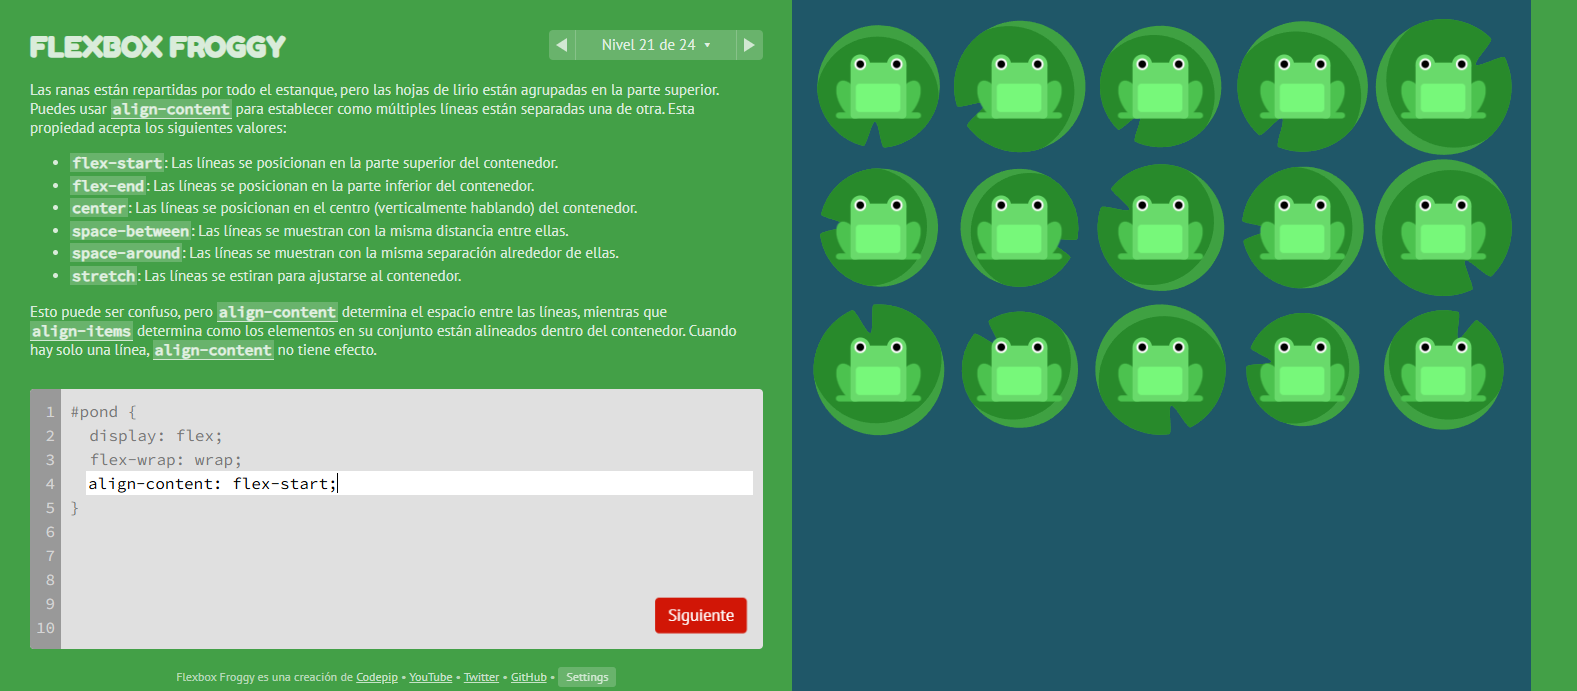 FLEXBOX FROGGY
◀ Nivel 21 de 24 ▾ ▶
Las ranas están repartidas por todo el estanque, pero las hojas de lirio están agrupadas en la parte superior.
Puedes usar align-content para establecer como múltiples líneas están separadas una de otra. Esta
propiedad acepta los siguientes valores:
• flex-start: Las líneas se posicionan en la parte superior del contenedor.
• flex-end: Las líneas se posicionan en la parte inferior del contenedor.
• center: Las líneas se posicionan en el centro (verticalmente hablando) del contenedor.
• space-between: Las líneas se muestran con la misma distancia entre ellas.
• space-around: Las líneas se muestran con la misma separación alrededor de ellas.
• stretch: Las líneas se estiran para ajustarse al contenedor.
Esto puede ser confuso, pero align-content determina el espacio entre las líneas, mientras que
align-items determina como los elementos en su conjunto están alineados dentro del contenedor. Cuando
hay solo una línea, align-content no tiene efecto.
1 #pond {
2 display: flex;
3 flex-wrap: wrap;
4 align-content: flex-start;
5 }
6
7
8
9
10
Siguiente
Flexbox Froggy es una creación de Codepip • YouTube • Twitter • GitHub • Settings